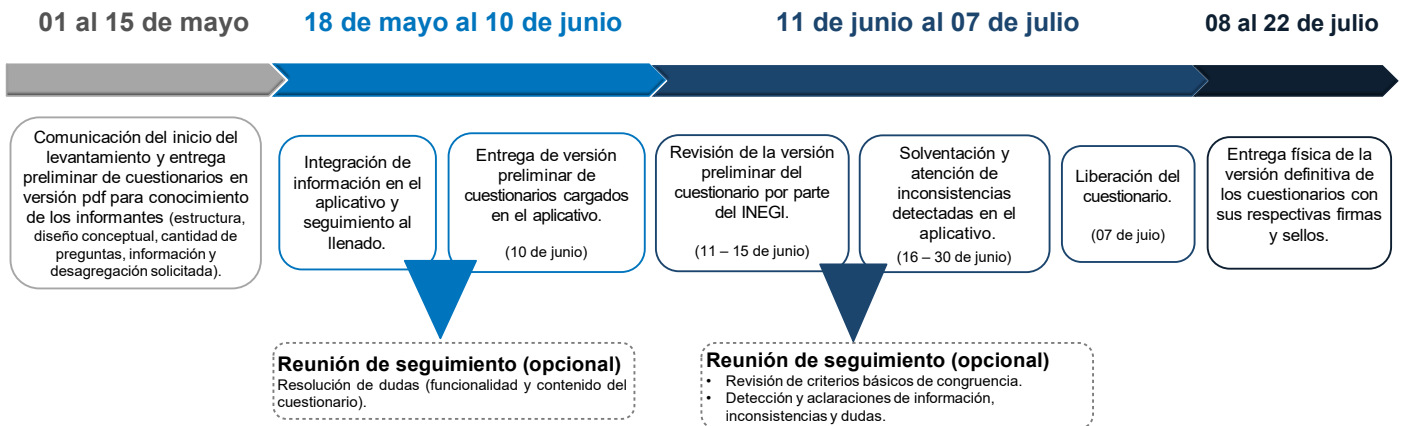 01 al 15 de mayo
18 de mayo al 10 de junio
11 de junio al 07 de julio
08 al 22 de julio
Comunicación del inicio del
levantamiento y entrega
preliminar de cuestionarios en
versión pdf para conocimiento
de los informantes (estructura,
diseño conceptual, cantidad de
preguntas, información y
desagregación solicitada).
Integración de
información en el
aplicativo y
seguimiento al
llenado.
Entrega de versión
preliminar de
cuestionarios cargados
en el aplicativo.
(10 de junio)
Revisión de la versión
preliminar del
cuestionario por parte
del INEGI.
(11 – 15 de junio)
Solventación y
atención de
inconsistencias
detectadas en el
aplicativo.
(16 – 30 de junio)
Liberación del
cuestionario.
(07 de juio)
Entrega física de la
versión definitiva de
los cuestionarios con
sus respectivas firmas
y sellos.
Reunión de seguimiento (opcional)
Resolución de dudas (funcionalidad y contenido del
cuestionario).
Reunión de seguimiento (opcional)
• Revisión de criterios básicos de congruencia.
• Detección y aclaraciones de información,
inconsistencias y dudas.